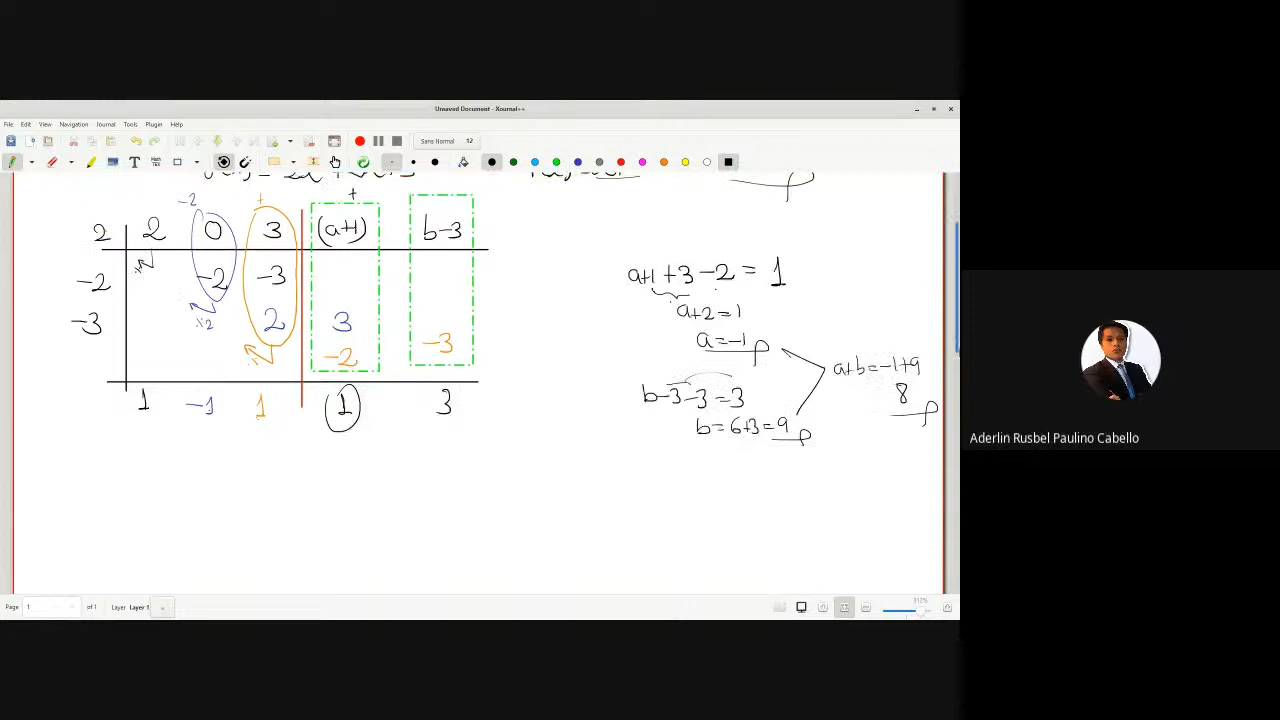 Unsaved Document - Xournal++
File Edit View Navigation Journal Tools Plugin Help
Sans Normal 12
-2 + +
2 2 0 3 (a+1) b-3
-2 -2 -3
-3 2 3
÷2 -2 -3
1 -1 1 1 3
a+1+3-2=1
a+2=1
a=-1
b-3-3=3
b=6+3=9
a+b=-1+9
8
Aderlin Rusbel Paulino Cabello
Page 1 of 1 Layer Layer 1
312%